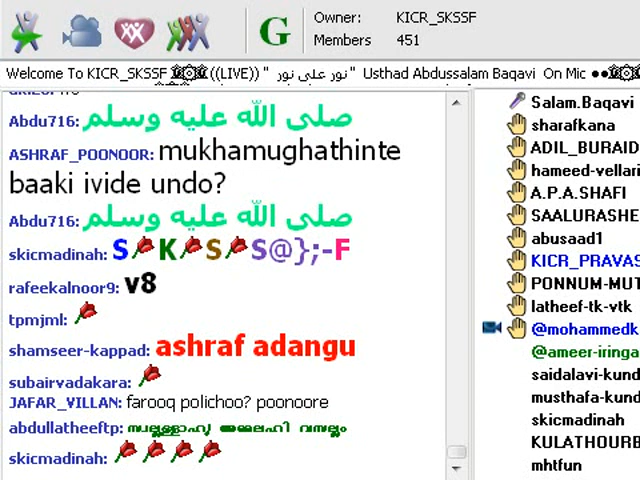 G
Owner: KICR_SKSSF
Members 451
Welcome To KICR_SKSSF ((LIVE)) " نور على نور " Usthad Abdussalam Baqavi On Mic
Abdu716: صلى الله عليه وسلم
ASHRAF_POONOOR: mukhamughathinte
baaki ivide undo?
Abdu716: صلى الله عليه وسلم
skicmadinah: S K S S@};-F
rafeekalnoor9: v8
tpmjml:
shamseer-kappad: ashraf adangu
subairvadakara:
JAFAR_VILLAN: farooq polichoo? poonoore
abdullatheeftp:
skicmadinah:
Salam.Baqavi
sharafkana
ADIL_BURAID
hameed-vellari
A.P.A.SHAFI
SAALURASHE
abusaad1
KICR_PRAVAS
PONNUM-MUT
latheef-tk-vtk
@mohammedk
@ameer-iringa
saidalavi-kund
musthafa-kund
skicmadinah
KULATHOURB
mhtfun